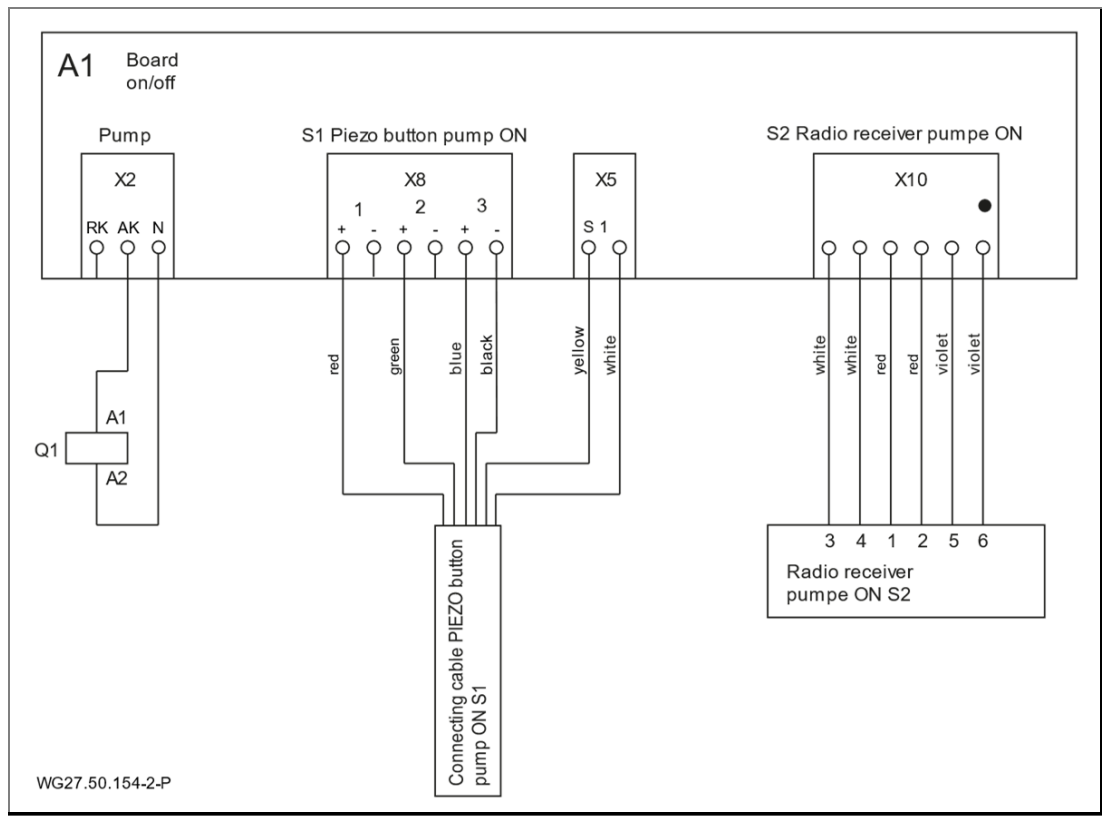 A1 Board
on/off
Pump
S1 Piezo button pump ON
S2 Radio receiver pumpe ON
X2
X8
X5
X10
1 2 3
RK AK N
+ - + - + -
S 1
red
green
blue
black
yellow
white
white
white
red
red
violet
violet
A1
Q1
A2
3 4 1 2 5 6
Radio receiver
pumpe ON S2
Connecting cable PIEZO button
pump ON S1
WG27.50.154-2-P